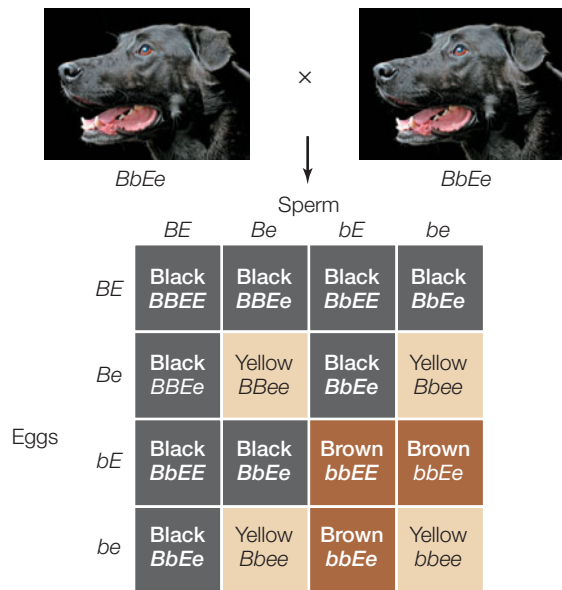 ×
BbEe BbEe
Sperm
BE Be bE be
BE
Black Black Black Black
BBEE BBEe BbEE BbEe
Be
Black Yellow Black Yellow
BBEe BBee BbEe Bbee
Eggs
bE
Black Black Brown Brown
BbEE BbEe bbEE bbEe
be
Black Yellow Brown Yellow
BbEe Bbee bbEe bbee